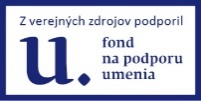 Z verejných zdrojov podporil
u. fond
na podporu
umenia